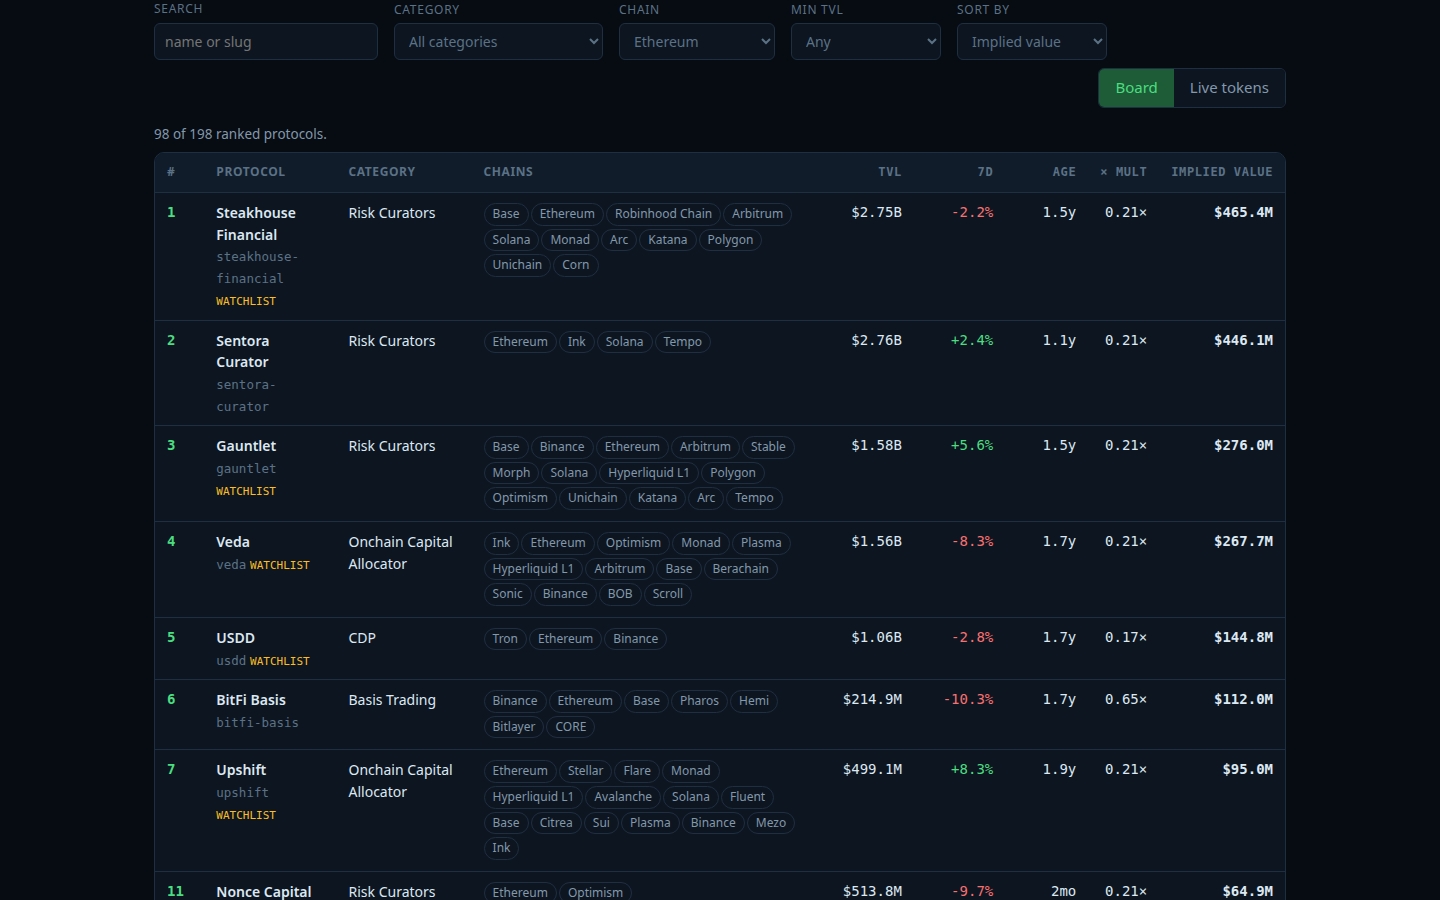 SEARCH CATEGORY CHAIN MIN TVL SORT BY
name or slug All categories Ethereum Any Implied value
Board Live tokens
98 of 198 ranked protocols.
# PROTOCOL CATEGORY CHAINS TVL 7D AGE × MULT IMPLIED VALUE
1 Steakhouse Risk Curators Base Ethereum Robinhood Chain Arbitrum $2.75B -2.2% 1.5y 0.21× $465.4M
Financial Solana Monad Arc Katana Polygon
steakhouse- Unichain Corn
financial
WATCHLIST
2 Sentora Risk Curators Ethereum Ink Solana Tempo $2.76B +2.4% 1.1y 0.21× $446.1M
Curator
sentora-
curator
3 Gauntlet Risk Curators Base Binance Ethereum Arbitrum Stable $1.58B +5.6% 1.5y 0.21× $276.0M
gauntlet Morph Solana Hyperliquid L1 Polygon
WATCHLIST Optimism Unichain Katana Arc Tempo
4 Veda Onchain Capital Ink Ethereum Optimism Monad Plasma $1.56B -8.3% 1.7y 0.21× $267.7M
veda WATCHLIST Allocator Hyperliquid L1 Arbitrum Base Berachain
Sonic Binance BOB Scroll
5 USDD CDP Tron Ethereum Binance $1.06B -2.8% 1.7y 0.17× $144.8M
usdd WATCHLIST
6 BitFi Basis Basis Trading Binance Ethereum Base Pharos Hemi $214.9M -10.3% 1.7y 0.65× $112.0M
bitfi-basis Bitlayer CORE
7 Upshift Onchain Capital Ethereum Stellar Flare Monad $499.1M +8.3% 1.9y 0.21× $95.0M
upshift Allocator Hyperliquid L1 Avalanche Solana Fluent
WATCHLIST Base Citrea Sui Plasma Binance Mezo
Ink
11 Nonce Capital Risk Curators Ethereum Optimism $513.8M -9.7% 2mo 0.21× $64.9M